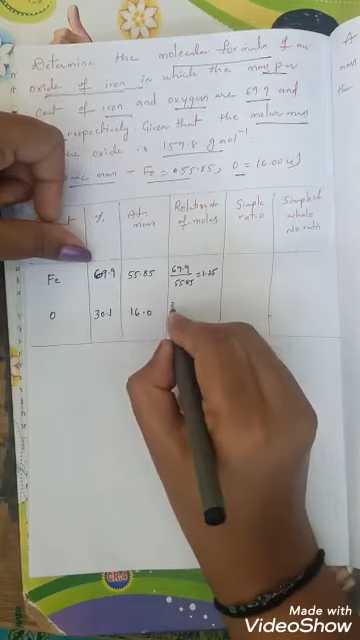 Determine the molecular formula of an
oxide of iron in which the mass per
cent of iron and oxygen are 69.9 and
respectively. Given that the molar mass
oxide is 159.8 g mol⁻¹
mass - Fe = 55.85, O = 16.00 u]
% At. mass Relative no of moles Simple ratio Simplest whole no ratio
Fe 69.9 55.85 69.9/55.85 = 1.25
O 30.1 16.0
A
mass
GM-4
Made with
VideoShow